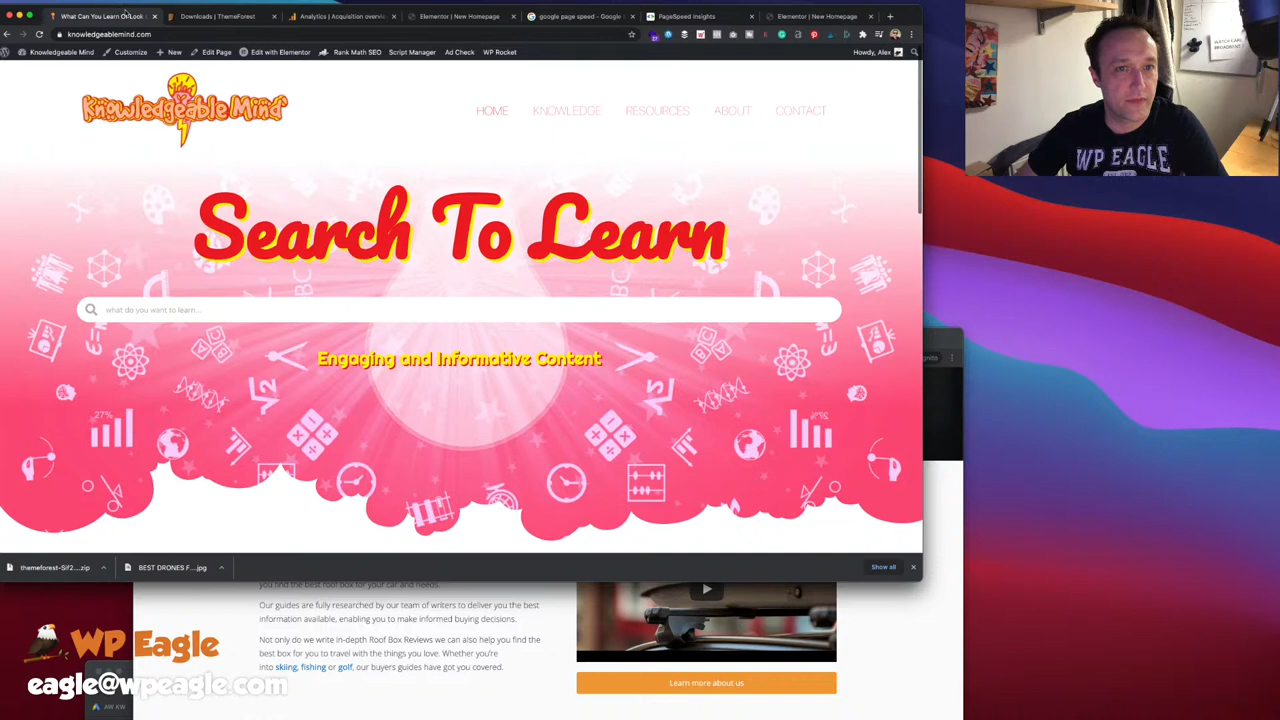 What Can You Learn Or Look
Downloads | ThemeForest
Analytics | Acquisition overvie
Elementor | New Homepage
google page speed - Google
PageSpeed Insights
Elementor | New Homepage
knowledgeablemind.com
Knowledgeable Mind
Customize
New
Edit Page
Edit with Elementor
Rank Math SEO
Script Manager
Ad Check
WP Rocket
Howdy, Alex
Knowledgeable Mind
HOME
KNOWLEDGE
RESOURCES
ABOUT
CONTACT
Search To Learn
what do you want to learn...
Engaging and Informative Content
27%
themeforest-Sif2....zip
BEST DRONES F....jpg
Show all
you find the best roof box for your car and needs.
Our guides are fully researched by our team of writers to deliver you the best
information available, enabling you to make informed buying decisions.
Not only do we write in-depth Roof Box Reviews we can also help you find the
best box for you to travel with the things you love. Whether you're
into skiing, fishing or golf, our buyers guides have got you covered.
Learn more about us
WP Eagle
eagle@wpeagle.com
AW KW
WP EAGLE